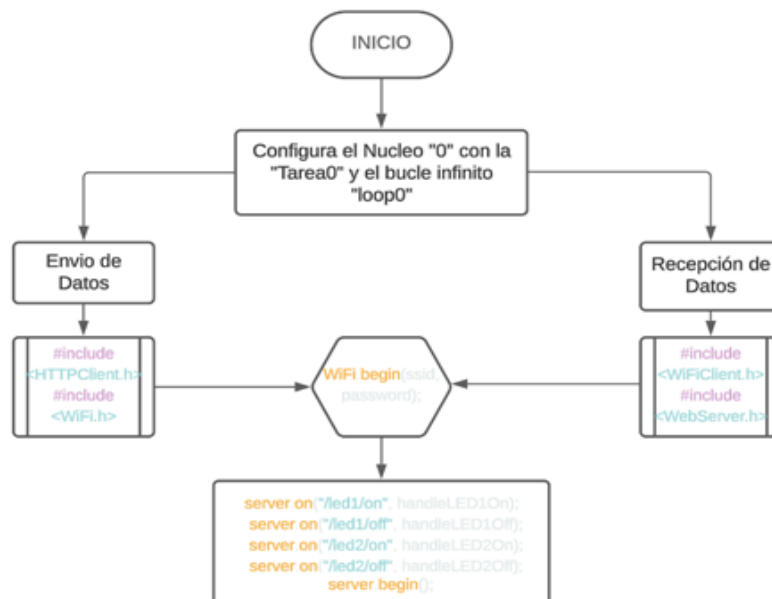 INICIO
Configura el Nucleo "0" con la
"Tarea0" y el bucle infinito
"loop0"
Envio de
Datos
Recepción de
Datos
#include
<HTTPClient.h>
#include
<WiFi.h>
WiFi begin(ssid,
password);
#include
<WiFiClient.h>
#include
<WebServer.h>
server on("/led1/on", handleLED1On);
server on("/led1/off", handleLED1Off);
server on("/led2/on", handleLED2On);
server on("/led2/off", handleLED2Off);
server begin();